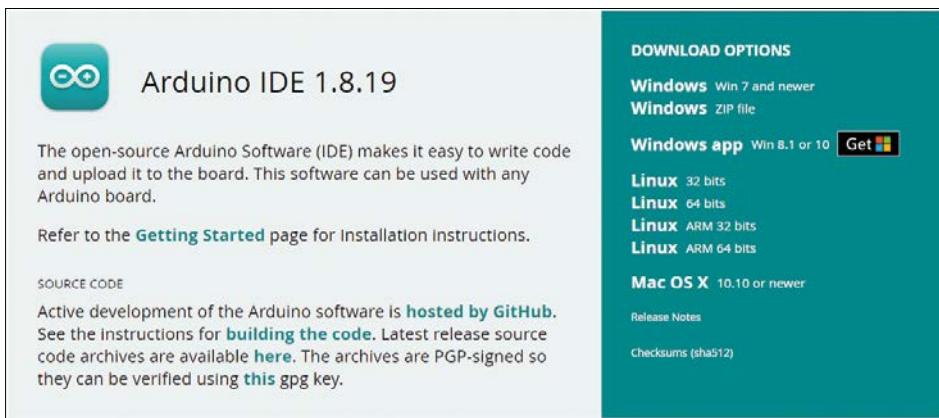 Arduino IDE 1.8.19
The open-source Arduino Software (IDE) makes it easy to write code
and upload it to the board. This software can be used with any
Arduino board.
Refer to the Getting Started page for Installation instructions.
SOURCE CODE
Active development of the Arduino software is hosted by GitHub.
See the instructions for building the code. Latest release source
code archives are available here. The archives are PGP-signed so
they can be verified using this gpg key.
DOWNLOAD OPTIONS
Windows Win 7 and newer
Windows ZIP file
Windows app Win 8.1 or 10 Get
Linux 32 bits
Linux 64 bits
Linux ARM 32 bits
Linux ARM 64 bits
Mac OS X 10.10 or newer
Release Notes
Checksums (sha512)